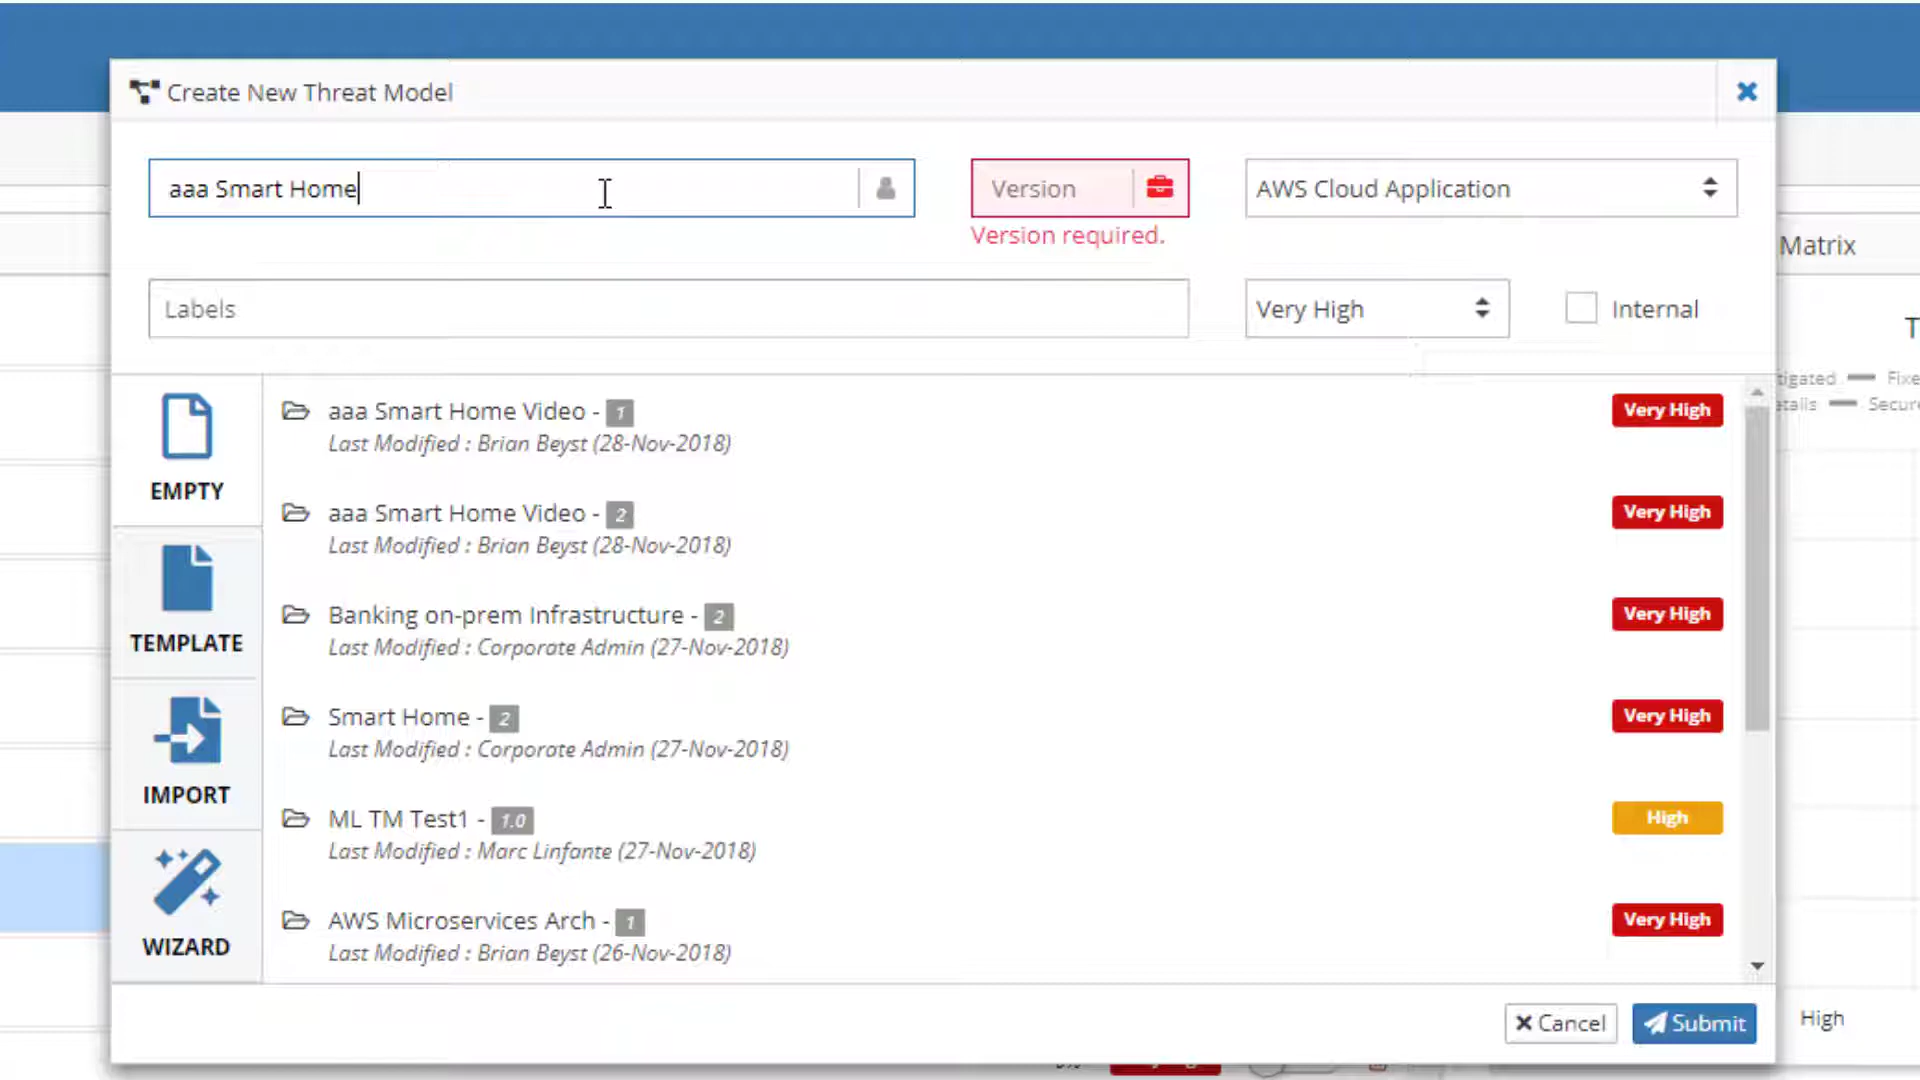 Create New Threat Model
aaa Smart Home
Version
AWS Cloud Application
Version required.
Matrix
Labels
Very High
Internal
EMPTY
aaa Smart Home Video - 1
Last Modified : Brian Beyst (28-Nov-2018)
Very High
aaa Smart Home Video - 2
Last Modified : Brian Beyst (28-Nov-2018)
Very High
TEMPLATE
Banking on-prem Infrastructure - 2
Last Modified : Corporate Admin (27-Nov-2018)
Very High
IMPORT
Smart Home - 2
Last Modified : Corporate Admin (27-Nov-2018)
Very High
ML TM Test1 - 1.0
Last Modified : Marc Linfante (27-Nov-2018)
High
WIZARD
AWS Microservices Arch - 1
Last Modified : Brian Beyst (26-Nov-2018)
Very High
Cancel
Submit
High